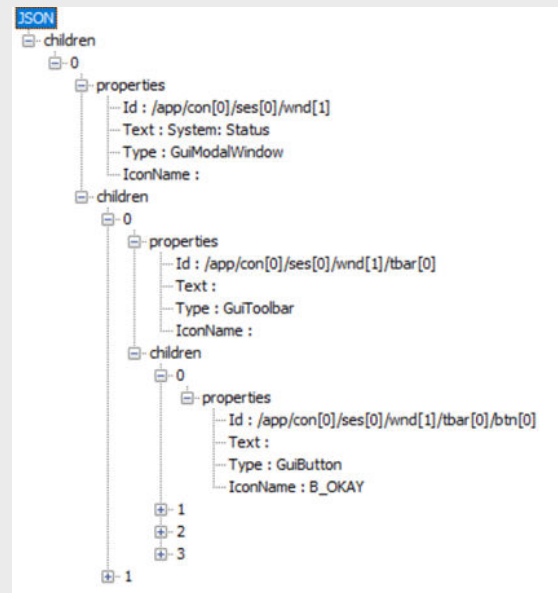 JSON
children
0
properties
Id : /app/con[0]/ses[0]/wnd[1]
Text : System: Status
Type : GuiModalWindow
IconName :
children
0
properties
Id : /app/con[0]/ses[0]/wnd[1]/tbar[0]
Text :
Type : GuiToolbar
IconName :
children
0
properties
Id : /app/con[0]/ses[0]/wnd[1]/tbar[0]/btn[0]
Text :
Type : GuiButton
IconName : B_OKAY
1
2
3
1